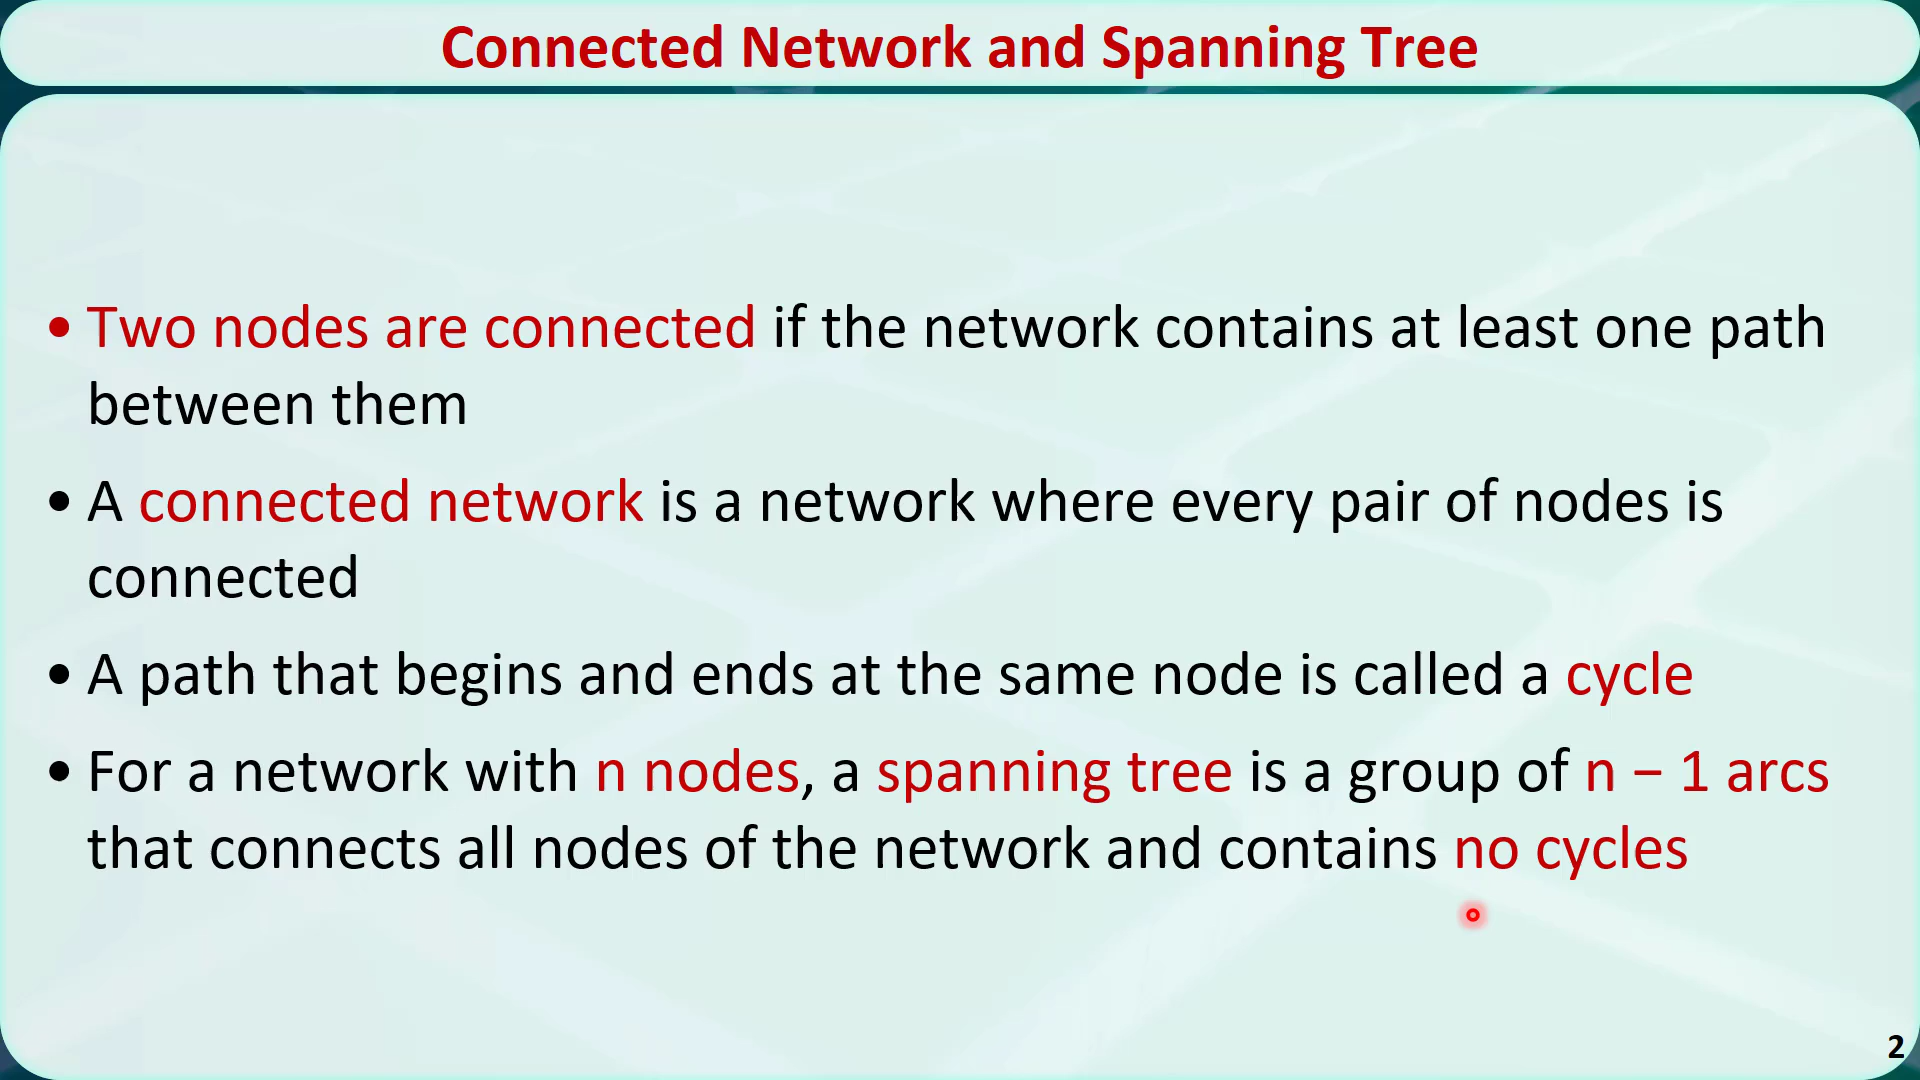 Connected Network and Spanning Tree
• Two nodes are connected if the network contains at least one path
between them
• A connected network is a network where every pair of nodes is
connected
• A path that begins and ends at the same node is called a cycle
• For a network with n nodes, a spanning tree is a group of n − 1 arcs
that connects all nodes of the network and contains no cycles
2